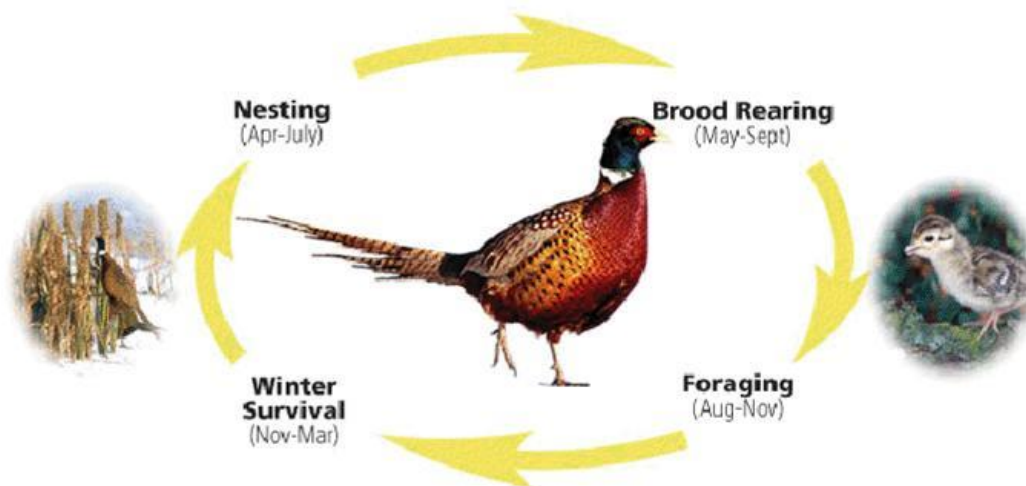 Nesting
(Apr-July)
Brood Rearing
(May-Sept)
Foraging
(Aug-Nov)
Winter
Survival
(Nov-Mar)